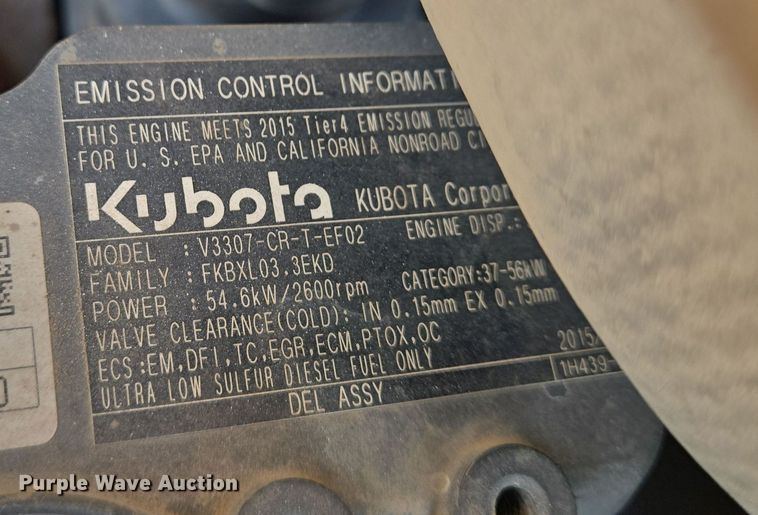 EMISSION CONTROL
THIS ENGINE MEETS 2015 Tier4 EMISSION
FOR U. S. EPA AND CALIFORNIA NONROAD
Kubota KUBOTA
MODEL : V3307-CR-T-EF02 ENGINE DISP.:
FAMILY : FKBXL03.3EKD
POWER : 54.6kW/2600rpm CATEGORY:37-56kW
VALVE CLEARANCE(COLD): IN 0.15mm EX 0.15mm
ECS:EM,DFI,TC,EGR,ECM,PTOX,OC 2015
ULTRA LOW SULFUR DIESEL FUEL ONLY 1H439-
DEL ASSY
Purple Wave Auction